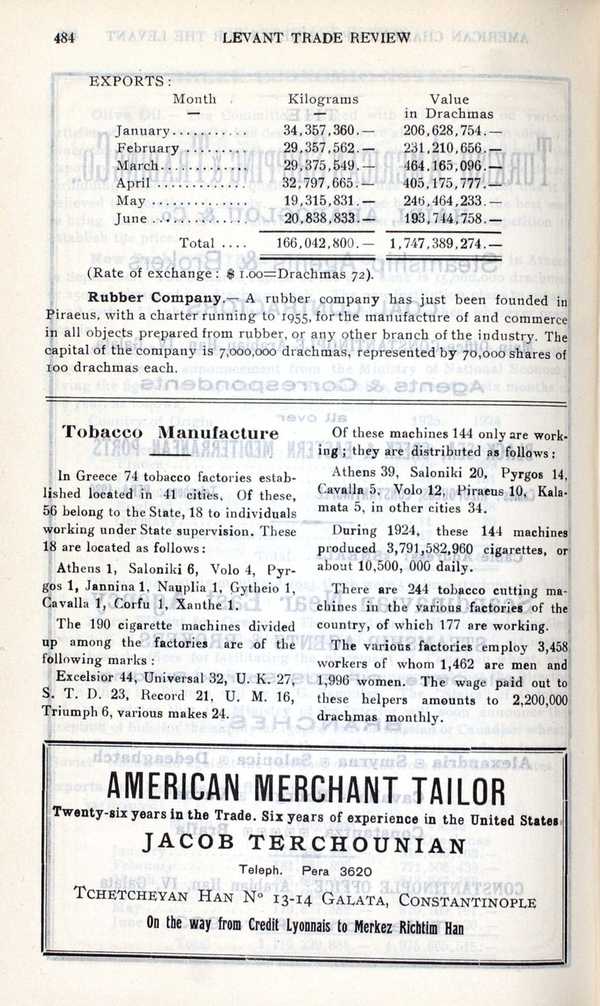 484 LEVANT TRADE REVIEW
EXPORTS:
Month Kilograms Value
— — in Drachmas
January........... 34,357,360.— 206,628,754.—
February ......... 29,357,562.— 231,210,656.—
March............. 29,375,549.— 464,165,096.—
April ............. 32,797,665.— 405,175,777.—
May .............. 19,315,831.— 246,464,233.—
June .............. 20,838,833.— 193,744,758.—
Total .... 166,042,800.— 1,747,389,274.—
(Rate of exchange: $ 1.00=Drachmas 72).
Rubber Company.— A rubber company has just been founded in
Piraeus, with a charter running to 1955, for the manufacture of and commerce
in all objects prepared from rubber, or any other branch of the industry. The
capital of the company is 7,000,000 drachmas, represented by 70,000 shares of
100 drachmas each.
Tobacco Manufacture
In Greece 74 tobacco factories estab-
lished located in 41 cities. Of these,
56 belong to the State, 18 to individuals
working under State supervision. These
18 are located as follows:
Athens 1, Saloniki 6, Volo 4, Pyr-
gos 1, Jannina 1, Nauplia 1, Gytheio 1,
Cavalla 1, Corfu 1, Xanthe 1.
The 190 cigarette machines divided
up among the factories are of the
following marks:
Excelsior 44, Universal 32, U. K. 27,
S. T. D. 23, Record 21, U. M. 16,
Triumph 6, various makes 24.
Of these machines 144 only are work-
ing; they are distributed as follows:
Athens 39, Saloniki 20, Pyrgos 14,
Cavalla 5, Volo 12, Piraeus 10, Kala-
mata 5, in other cities 34.
During 1924, these 144 machines
produced 3,791,582,960 cigarettes, or
about 10,500, 000 daily.
There are 244 tobacco cutting ma-
chines in the various factories of the
country, of which 177 are working.
The various factories employ 3,458
workers of whom 1,462 are men and
1,996 women. The wage paid out to
these helpers amounts to 2,200,000
drachmas monthly.
AMERICAN MERCHANT TAILOR
Twenty-six years in the Trade. Six years of experience in the United States
JACOB TERCHOUNIAN
Teleph. Pera 3620
TCHETCHEYAN HAN Nº 13-14 GALATA, CONSTANTINOPLE
On the way from Credit Lyonnais to Merkez Richtim Han